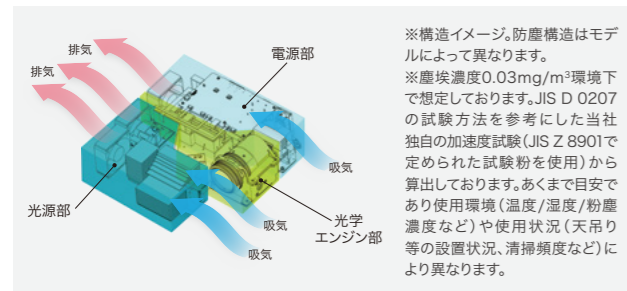 排気
排気
排気
電源部
吸気
光源部
吸気
光学
エンジン部
吸気
※構造イメージ。防塵構造はモデ
ルによって異なります。
※塵埃濃度0.03mg/m³環境下
で想定しております。JIS D 0207
の試験方法を参考にした当社
独自の加速度試験（JIS Z 8901で
定められた試験粉を使用）から
算出しております。あくまで目安で
あり使用環境（温度/湿度/粉塵
濃度など）や使用状況（天吊り
等の設置状況、清掃頻度など）に
より異なります。